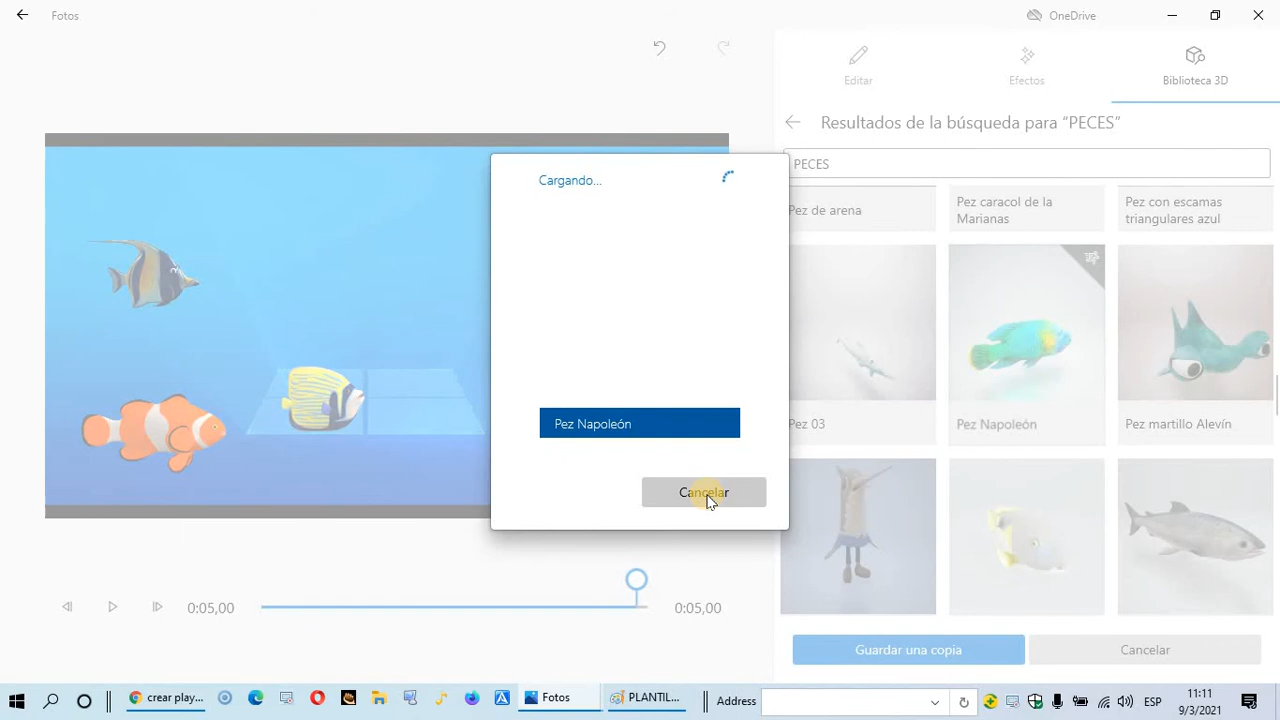 Fotos
OneDrive
Editar
Efectos
Biblioteca 3D
Resultados de la búsqueda para “PECES”
PECES
Cargando...
Pez de arena
Pez caracol de la
Marianas
Pez con escamas
triangulares azul
Pez Napoleón
Pez 03
Pez Napoleón
Pez martillo Alevín
Cancelar
0:05,00
0:05,00
Guardar una copia
Cancelar
crear play...
Fotos
PLANTIL...
Address
ESP
11:11
9/3/2021